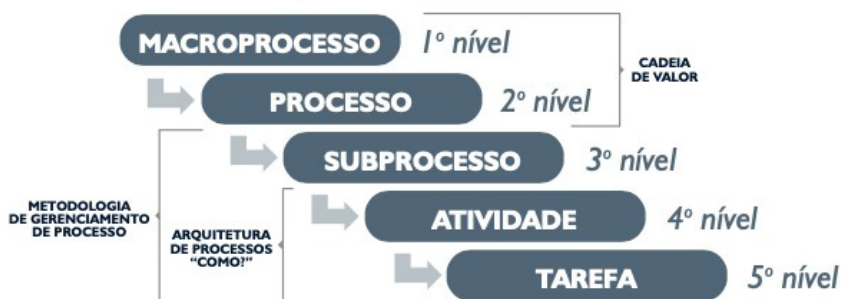 MACROPROCESSO
1º nível
CADEIA
DE VALOR
PROCESSO
2º nível
SUBPROCESSO
3º nível
METODOLOGIA
DE GERENCIAMENTO
DE PROCESSO
ARQUITETURA
DE PROCESSOS
“COMO?”
ATIVIDADE
4º nível
TAREFA
5º nível